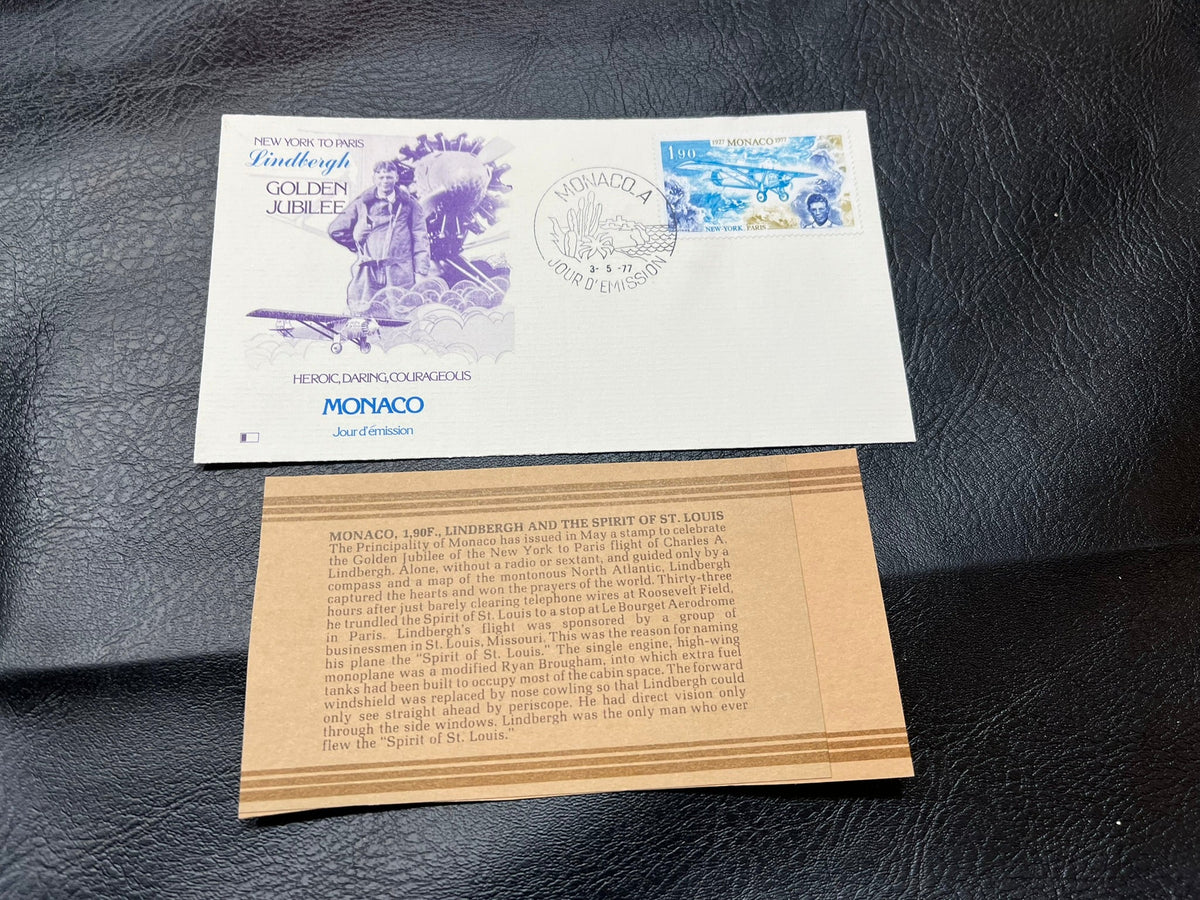 NEW YORK TO PARIS
Lindbergh
GOLDEN
JUBILEE
HEROIC, DARING, COURAGEOUS
MONACO
Jour d'émission
MONACO.A
3- 5 -77
JOUR D'EMISSION
1,90
1927 MONACO 1977
NEW-YORK PARIS
MONACO, 1,90F., LINDBERGH AND THE SPIRIT OF ST. LOUIS
The Principality of Monaco has issued in May a stamp to celebrate
the Golden Jubilee of the New York to Paris flight of Charles A.
Lindbergh. Alone, without a radio or sextant, and guided only by a
compass and a map of the montonous North Atlantic, Lindbergh
captured the hearts and won the prayers of the world. Thirty-three
hours after just barely clearing telephone wires at Roosevelt Field,
he trundled the Spirit of St. Louis to a stop at Le Bourget Aerodrome
in Paris. Lindbergh's flight was sponsored by a group of
businessmen in St. Louis, Missouri. This was the reason for naming
his plane the "Spirit of St. Louis." The single engine, high-wing
monoplane was a modified Ryan Brougham, into which extra fuel
tanks had been built to occupy most of the cabin space. The forward
windshield was replaced by nose cowling so that Lindbergh could
only see straight ahead by periscope. He had direct vision only
through the side windows. Lindbergh was the only man who ever
flew the "Spirit of St. Louis."